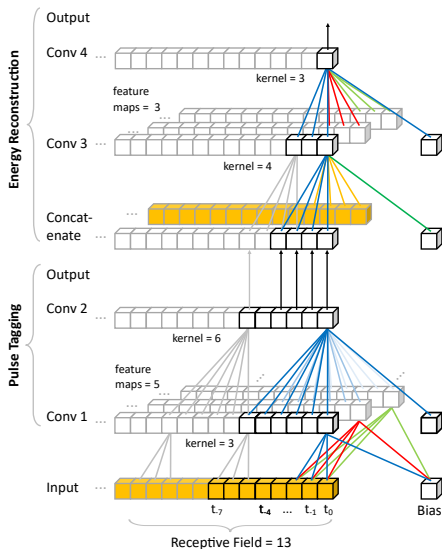 Energy Reconstruction
Output
Conv 4
...
kernel = 3
feature
maps = 3
...
...
Conv 3
...
kernel = 4
Concat-
enate
...
...
Pulse Tagging
Output
Conv 2
...
kernel = 6
feature
maps = 5
...
...
...
...
Conv 1
...
kernel = 3
Input
...
t-7
t-4
...
t-1
t0
Bias
Receptive Field = 13